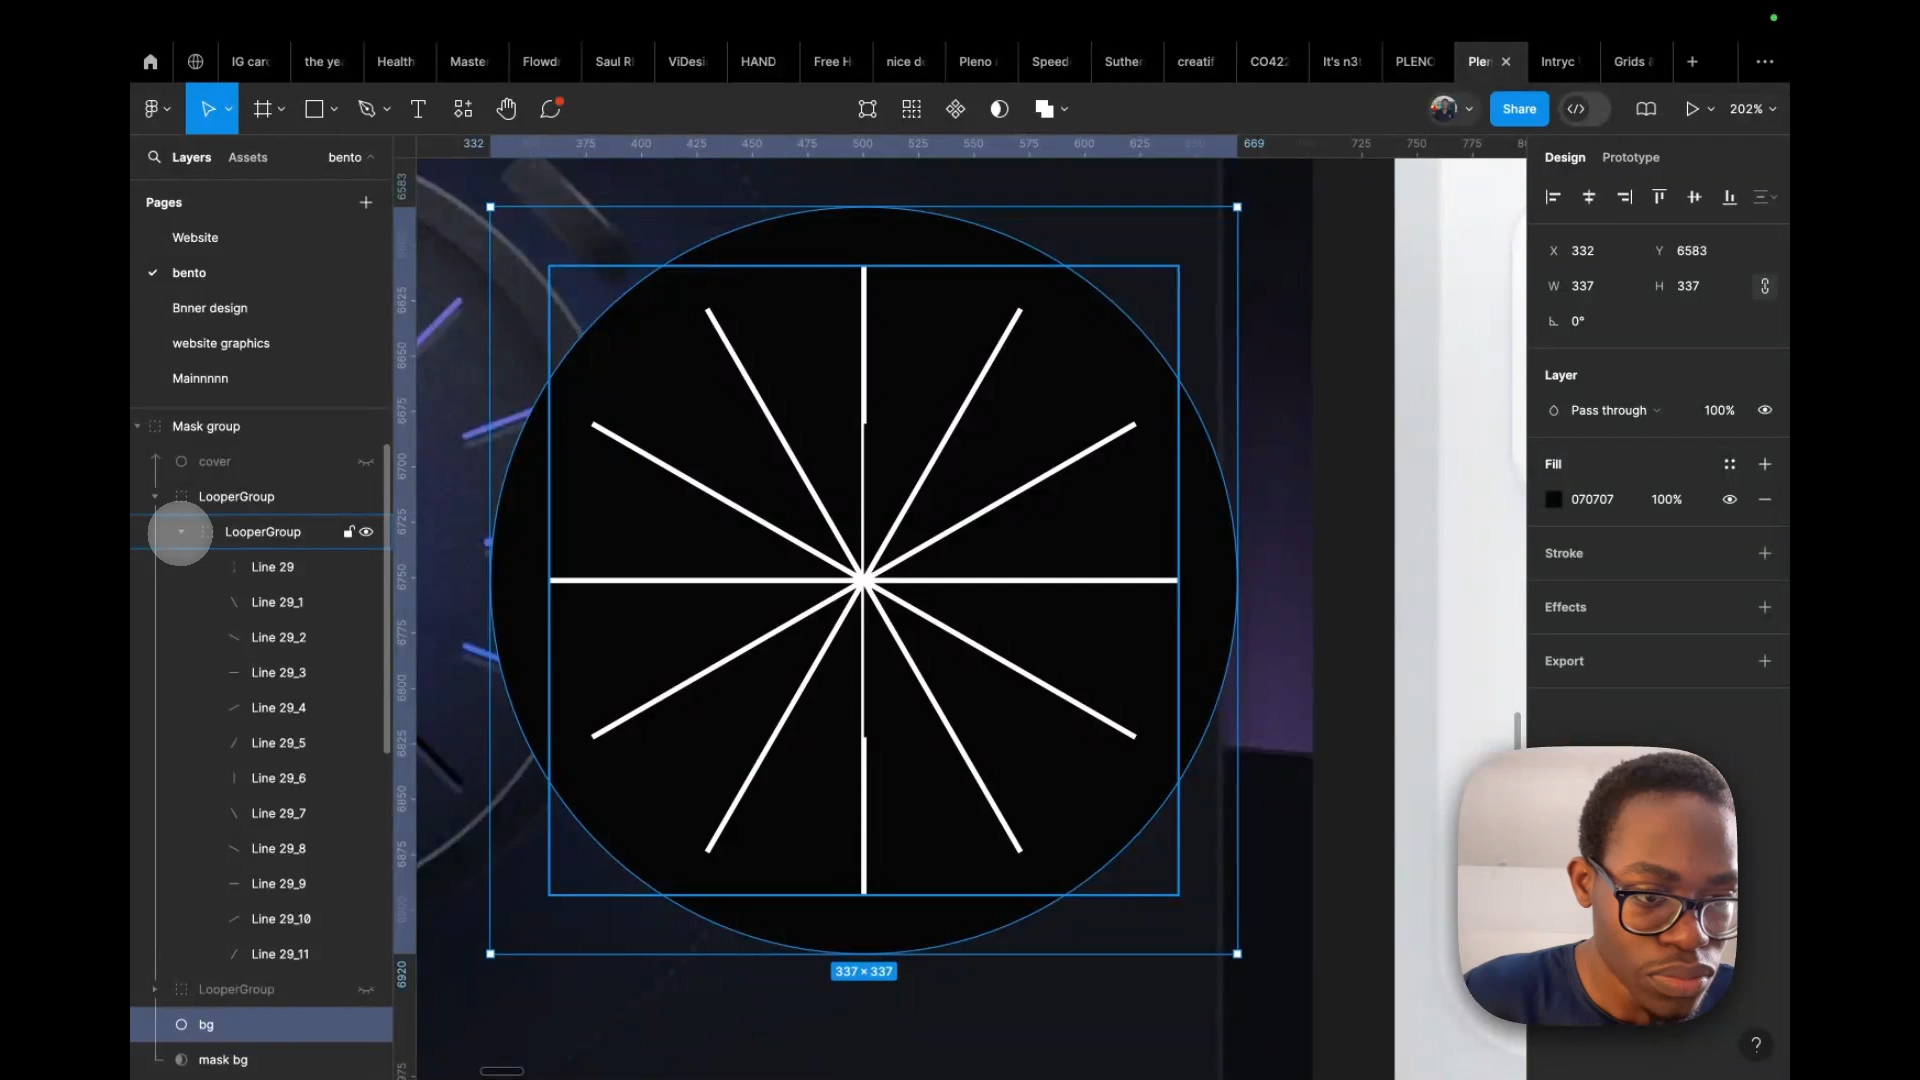 IG car
the ye
Health
Maste
Flowdr
Saul R
ViDesi
HAND
Free H
nice d
Pleno
Speed
Suther
creatif
CO42
It's n3
PLENO
Plen
Intryc
Grids
Share
202%
Layers
Assets
bento
Pages
Website
bento
Bnner design
website graphics
Mainnnnn
Mask group
cover
LooperGroup
LooperGroup
Line 29
Line 29_1
Line 29_2
Line 29_3
Line 29_4
Line 29_5
Line 29_6
Line 29_7
Line 29_8
Line 29_9
Line 29_10
Line 29_11
LooperGroup
bg
mask bg
332 375 400 425 450 475 500 525 550 575 600 625 669 725 750 775
6583
6625
6650
6675
6700
6725
6750
6775
6800
6825
6850
6875
6920
337 × 337
Design
Prototype
X 332 Y 6583
W 337 H 337
0°
Layer
Pass through 100%
Fill
070707 100%
Stroke
Effects
Export
?